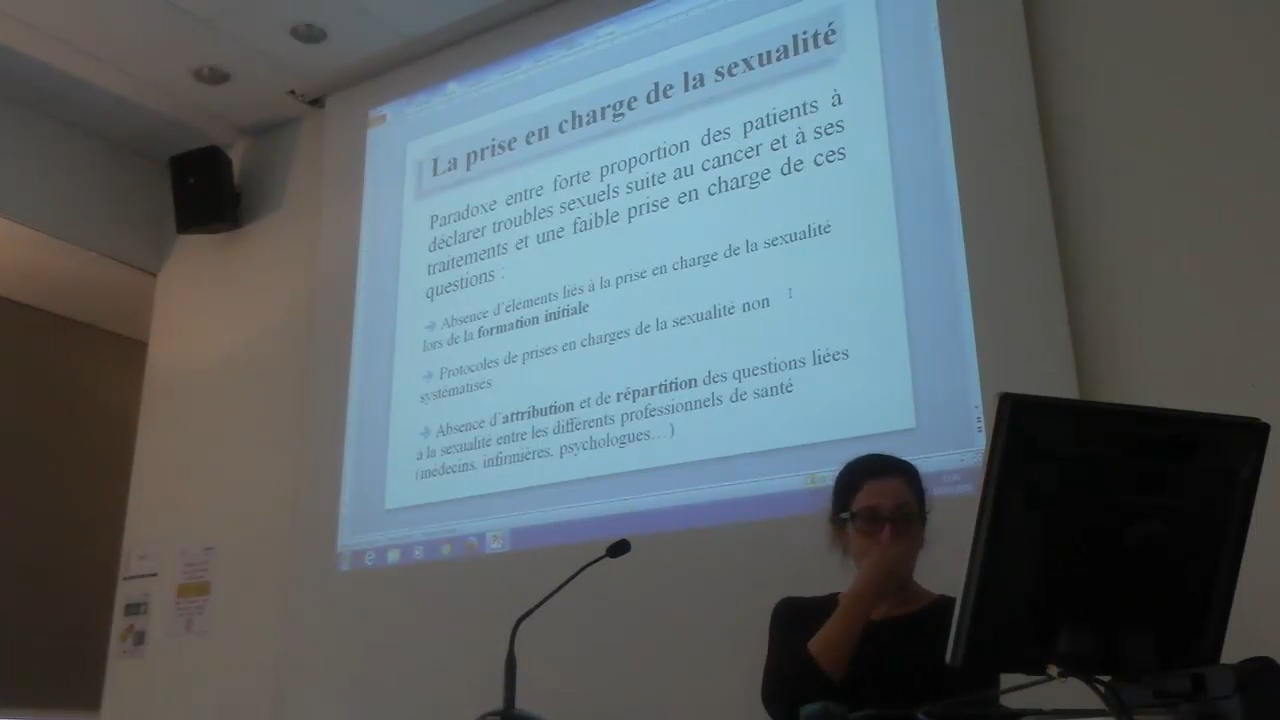 La prise en charge de la sexualité
Paradoxe entre forte proportion des patients à
déclarer troubles sexuels suite au cancer et à ses
traitements et une faible prise en charge de ces
questions :
Absence d'éléments liés à la prise en charge de la sexualité
lors de la formation initiale
Protocoles de prises en charges de la sexualité non
systématisés
Absence d'attribution et de répartition des questions liées
à la sexualité entre les différents professionnels de santé
(médecins, infirmières, psychologues…)